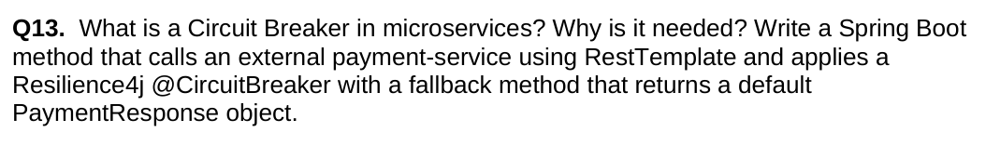 Q13. What is a Circuit Breaker in microservices? Why is it needed? Write a Spring Boot
method that calls an external payment-service using RestTemplate and applies a
Resilience4j @CircuitBreaker with a fallback method that returns a default
PaymentResponse object.